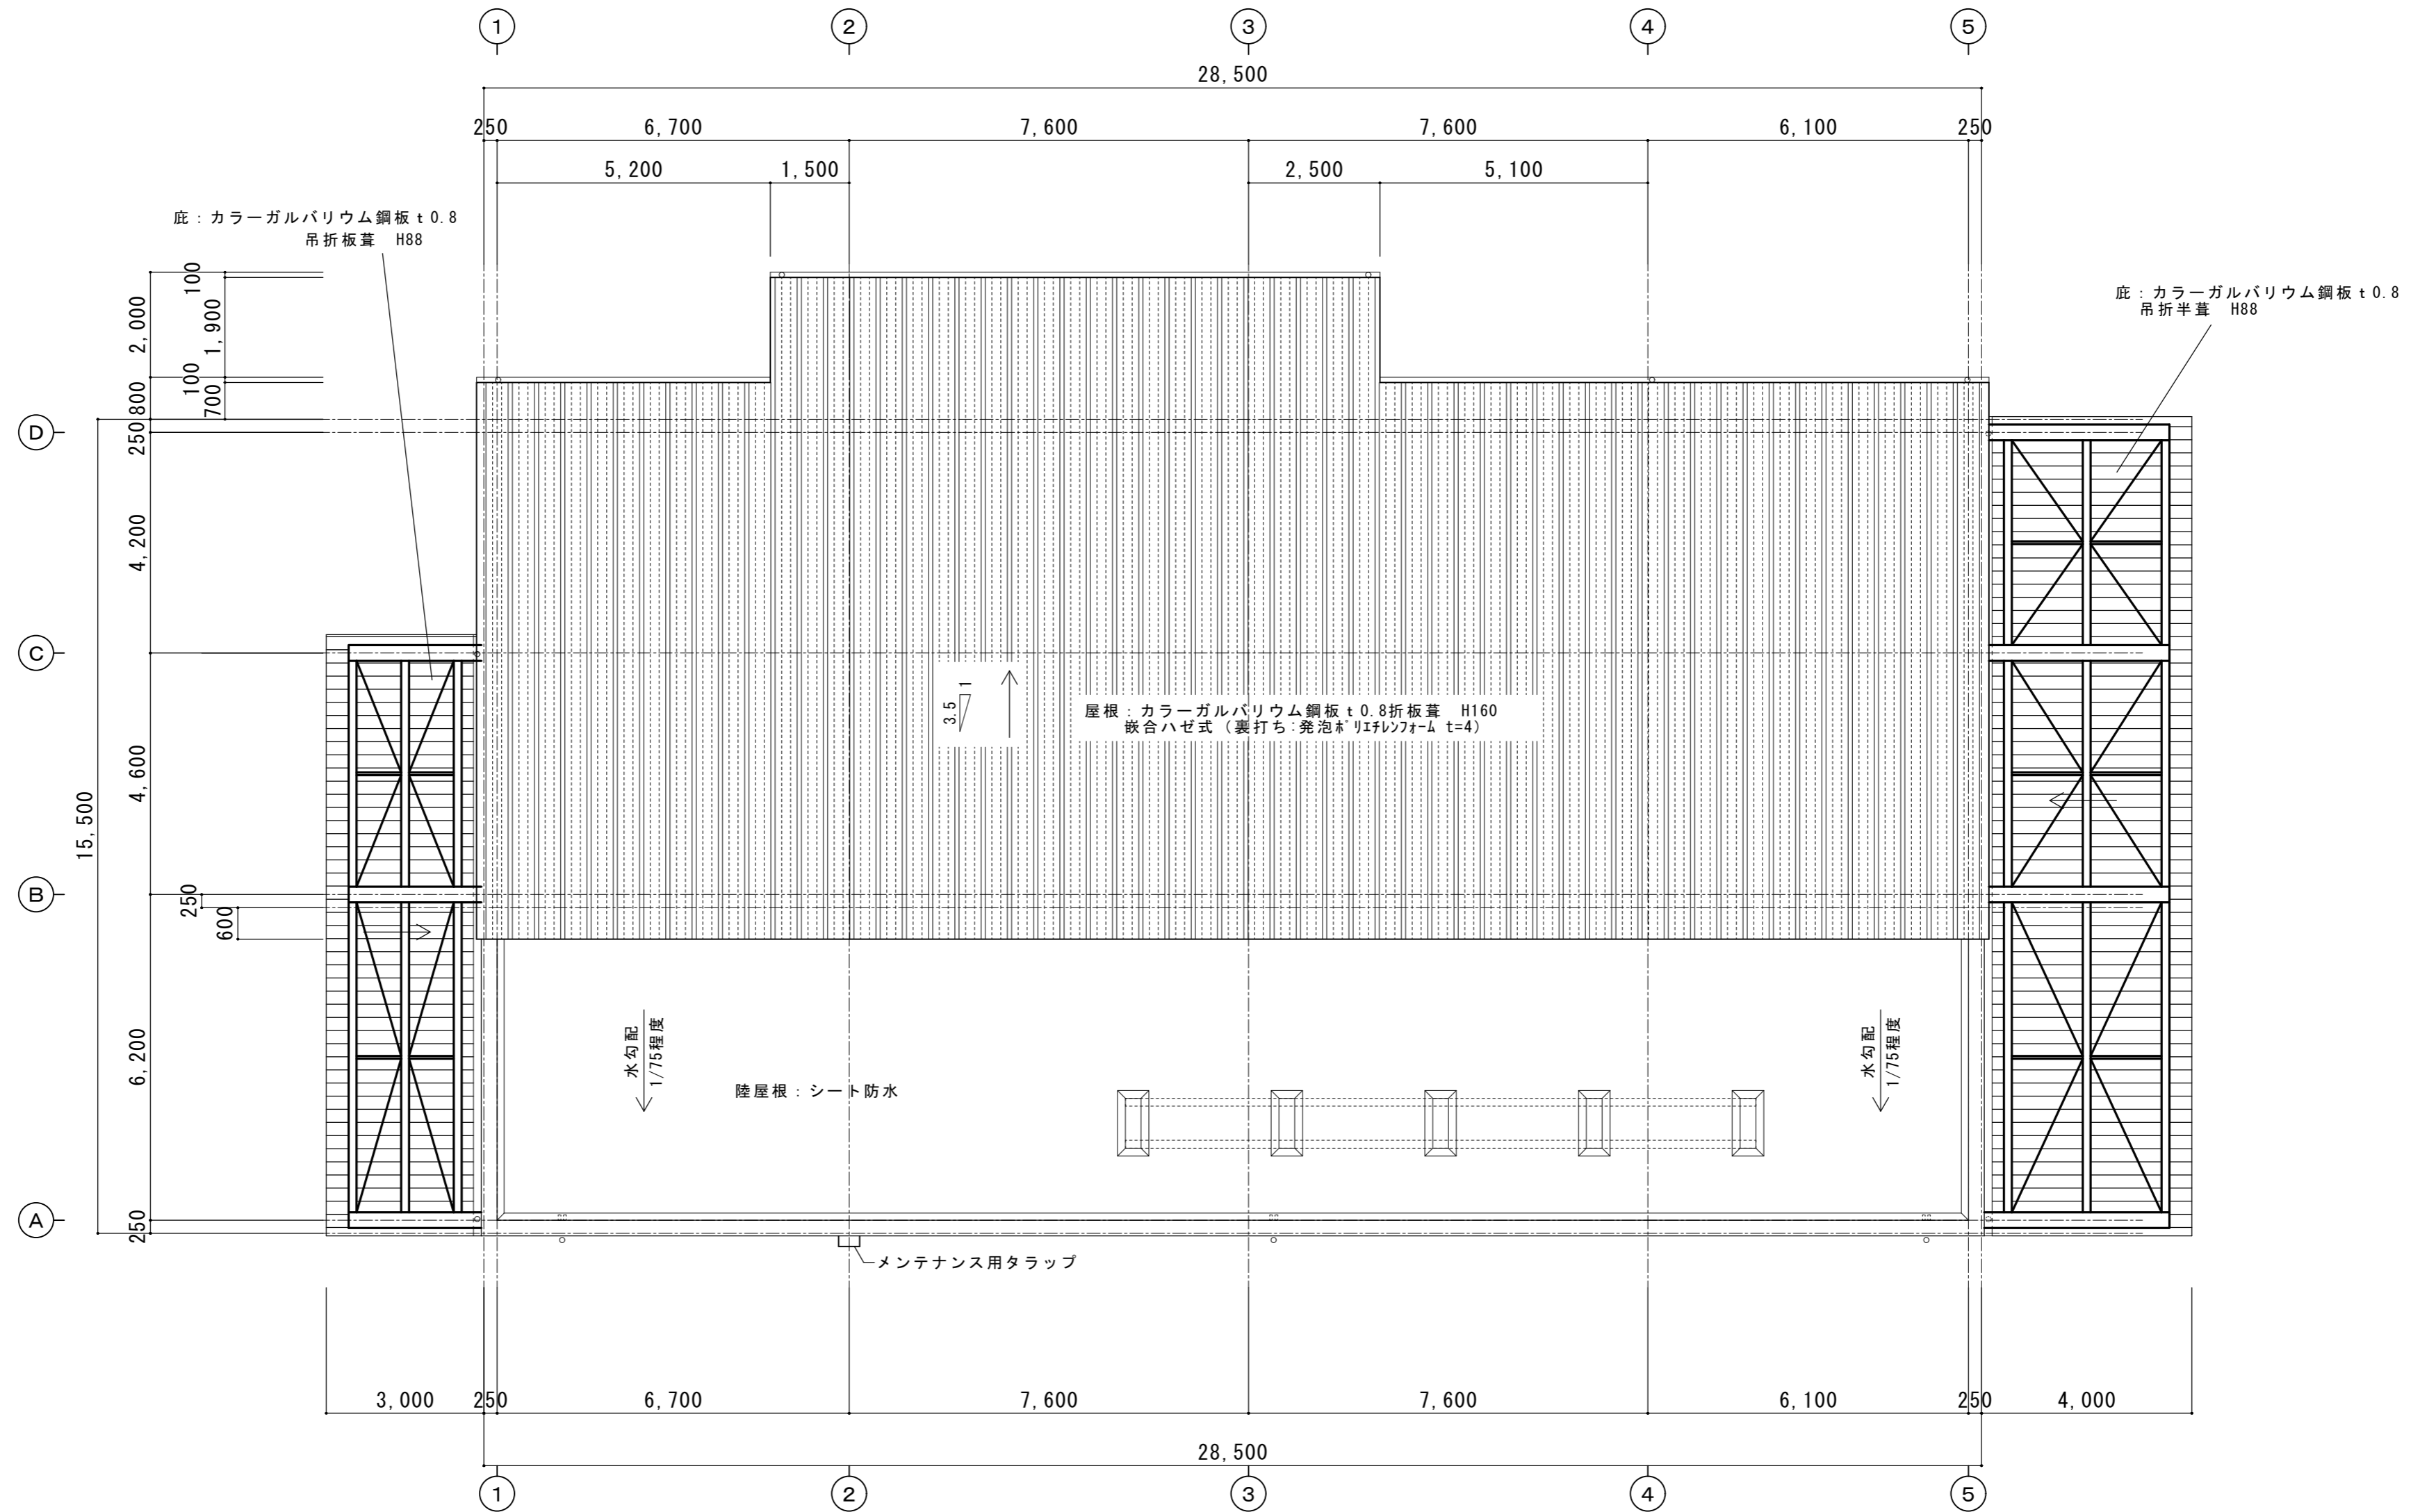 1
2
3
4
5
28,500
250
6,700
7,600
7,600
6,100
250
5,200
1,500
2,500
5,100
庇：カラーガルバリウム鋼板ｔ0.8
吊折板葺　H88
庇：カラーガルバリウム鋼板ｔ0.8
吊折半葺　H88
100
2,000
1,900
100
800
700
D
250
4,200
C
3.5
1
屋根：カラーガルバリウム鋼板ｔ0.8折板葺　H160
嵌合ハゼ式（裏打ち:発泡ﾎﾟﾘｴﾁﾚﾝﾌｫｰﾑ t=4）
4,600
15,500
B
250
600
水勾配
1/75程度
水勾配
1/75程度
6,200
陸屋根：シート防水
A
250
メンテナンス用タラップ
3,000
250
6,700
7,600
7,600
6,100
250
4,000
28,500
1
2
3
4
5